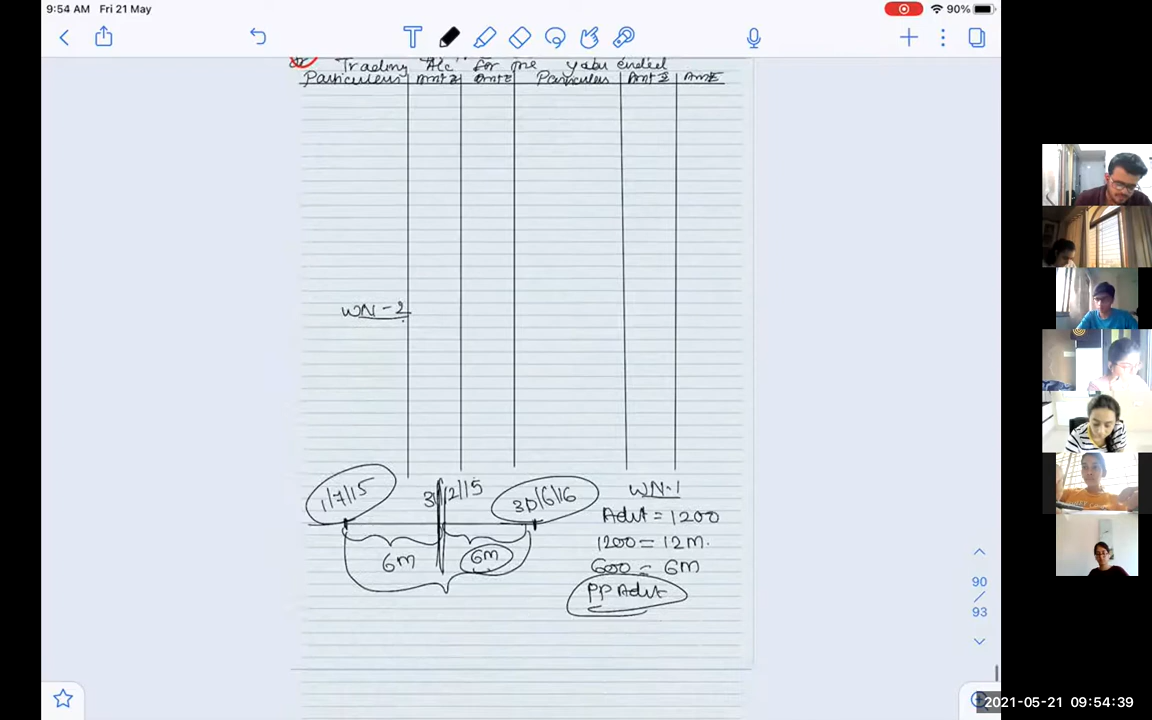 9:54 AM Fri 21 May
90%
Dr Trading A/c for the year ended
Particulars Amt ₹ Amt ₹ Particulars Amt ₹ Amt ₹
WN-2
1/7/15 31/12/15 30/6/16
6m 6m
WN.1
Advt = 1200
1200 = 12M.
600 = 6M
PP Advt
90
/
93
2021-05-21 09:54:39